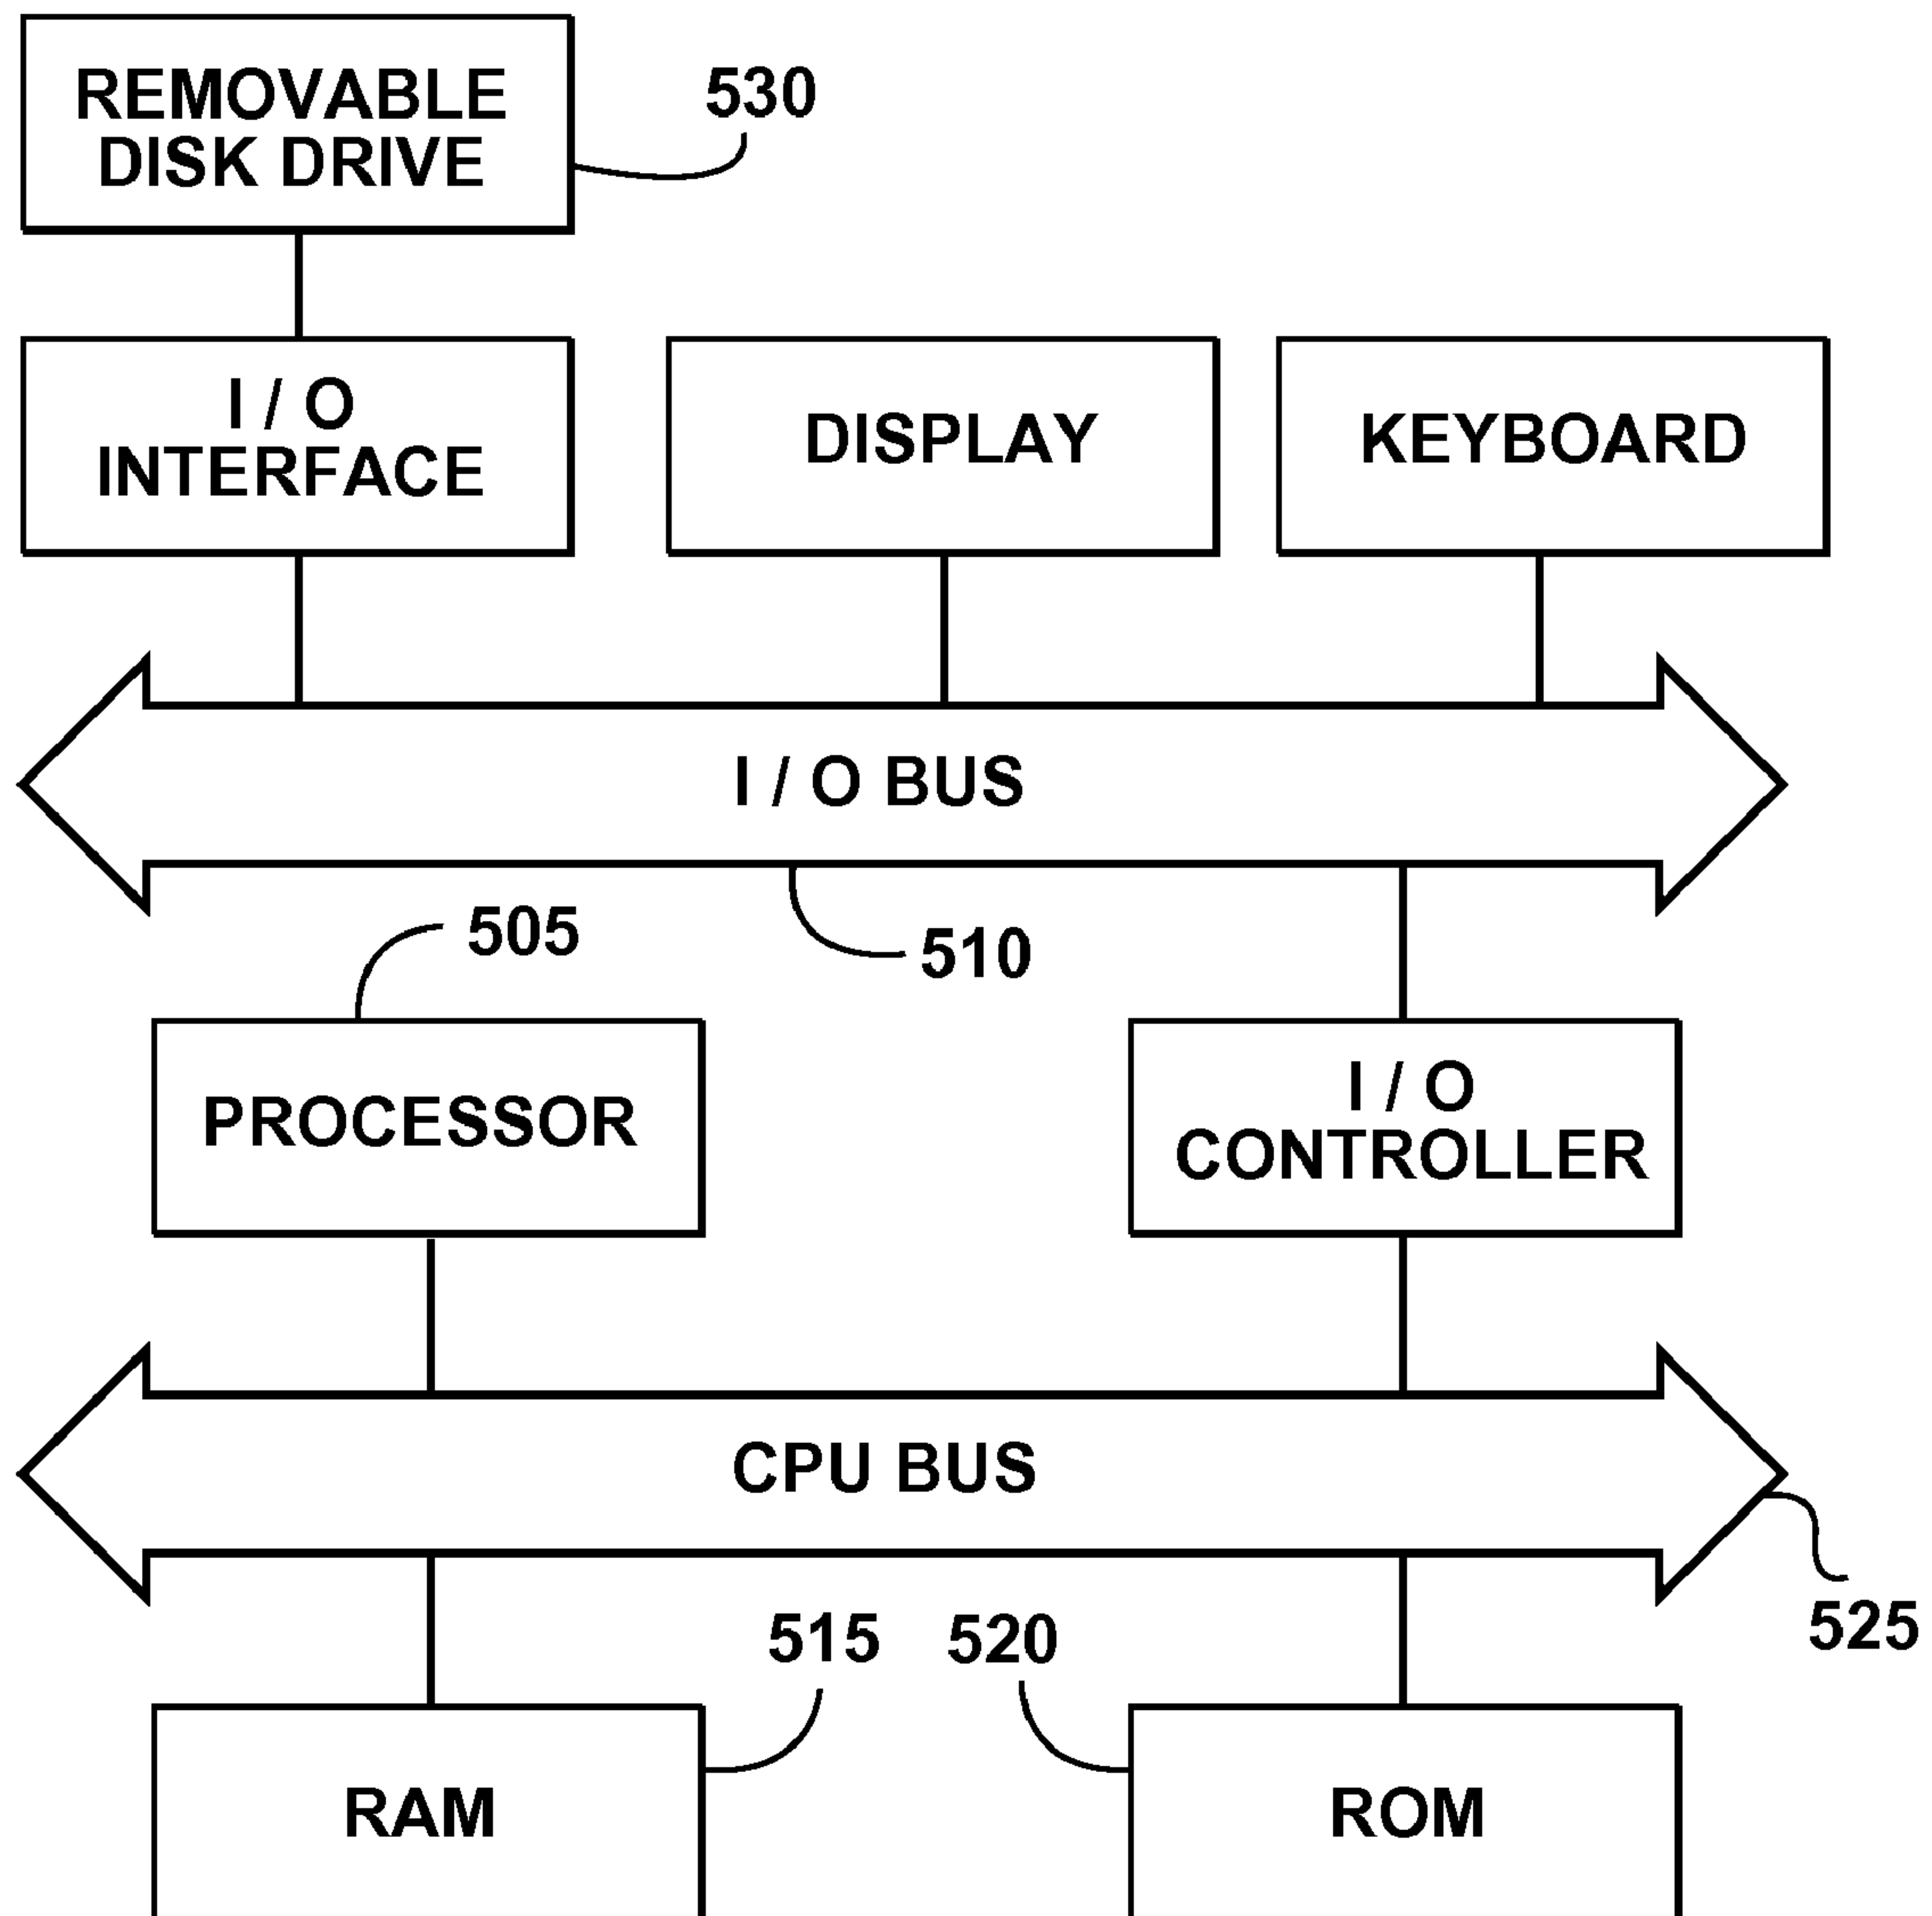 REMOVABLE
DISK DRIVE
530
I / O
INTERFACE
DISPLAY
KEYBOARD
I / O BUS
505
510
PROCESSOR
I / O
CONTROLLER
CPU BUS
515
520
525
RAM
ROM